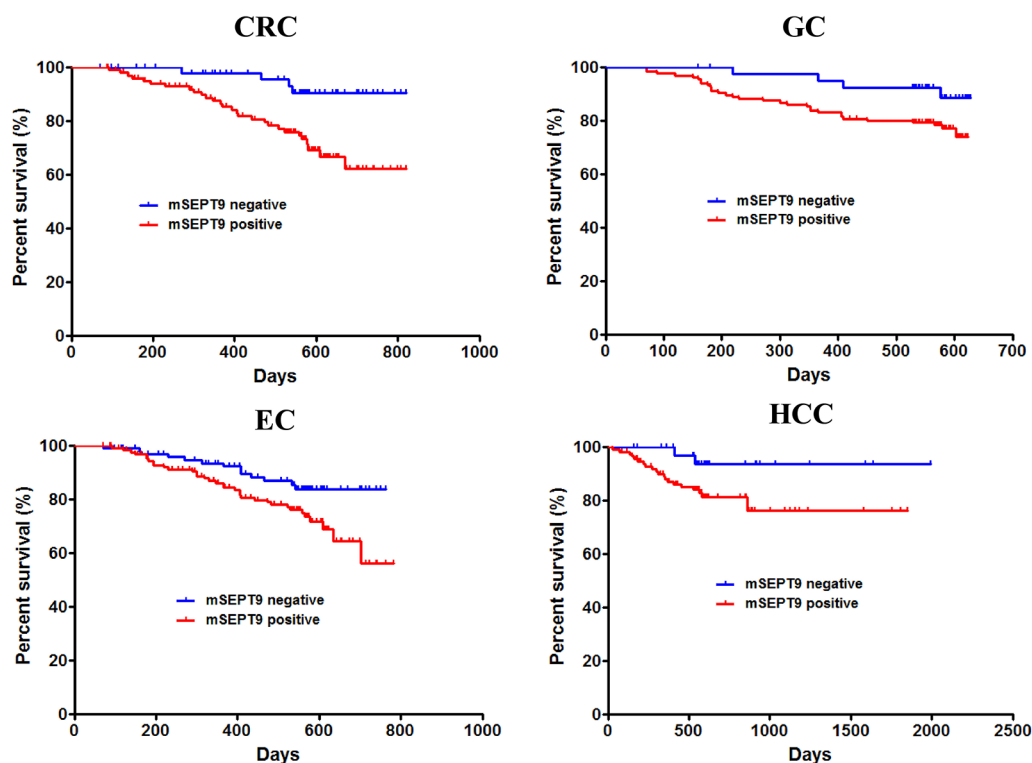 CRC
100
80
60
40
20
0
Percent survival (%)
mSEPT9 negative
mSEPT9 positive
0 200 400 600 800 1000
Days
GC
100
80
60
40
20
0
Percent survival (%)
mSEPT9 negative
mSEPT9 positive
0 100 200 300 400 500 600 700
Days
EC
100
80
60
40
20
0
Percent survival (%)
mSEPT9 negative
mSEPT9 positive
0 200 400 600 800 1000
Days
HCC
100
80
60
40
20
0
Percent survival (%)
mSEPT9 negative
mSEPT9 positive
0 500 1000 1500 2000 2500
Days